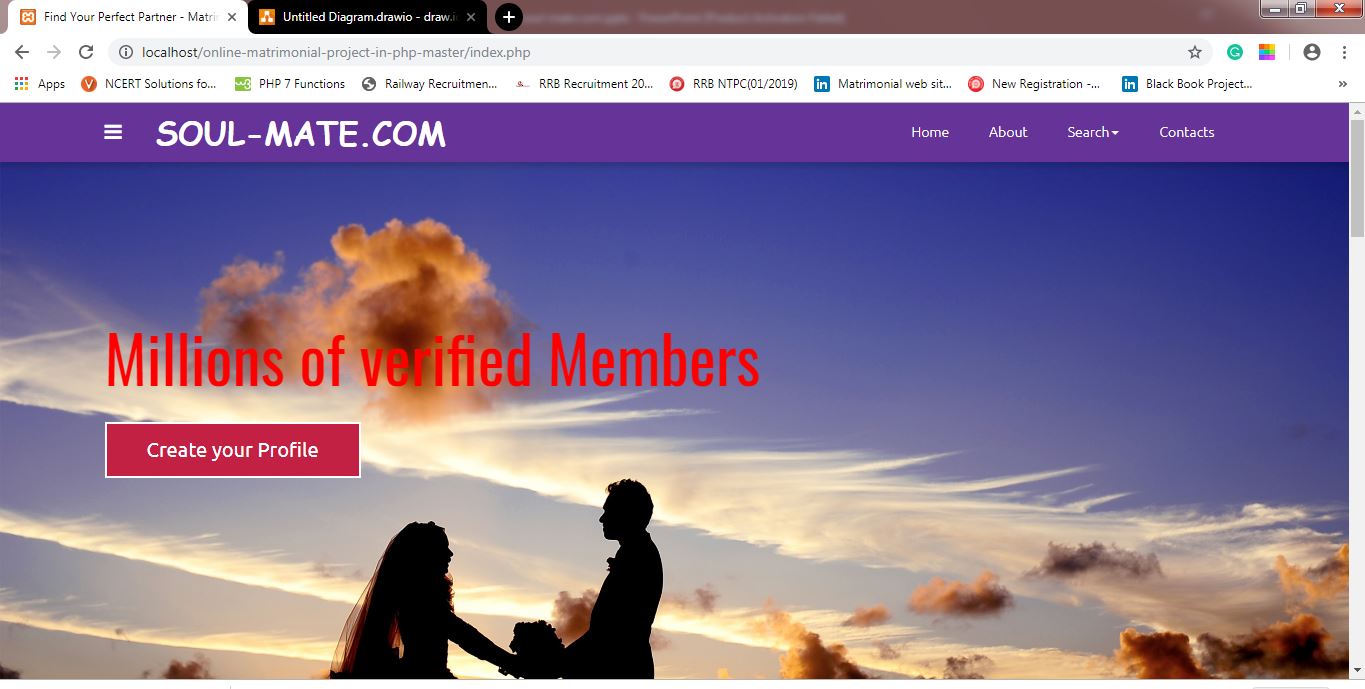 Find Your Perfect Partner - Matri
Untitled Diagram.drawio - draw.i
localhost/online-matrimonial-project-in-php-master/index.php
Apps NCERT Solutions fo... PHP 7 Functions Railway Recruitmen... RRB Recruitment 20... RRB NTPC(01/2019) Matrimonial web sit... New Registration -... Black Book Project... »
SOUL-MATE.COM
Home About Search Contacts
Millions of verified Members
Create your Profile